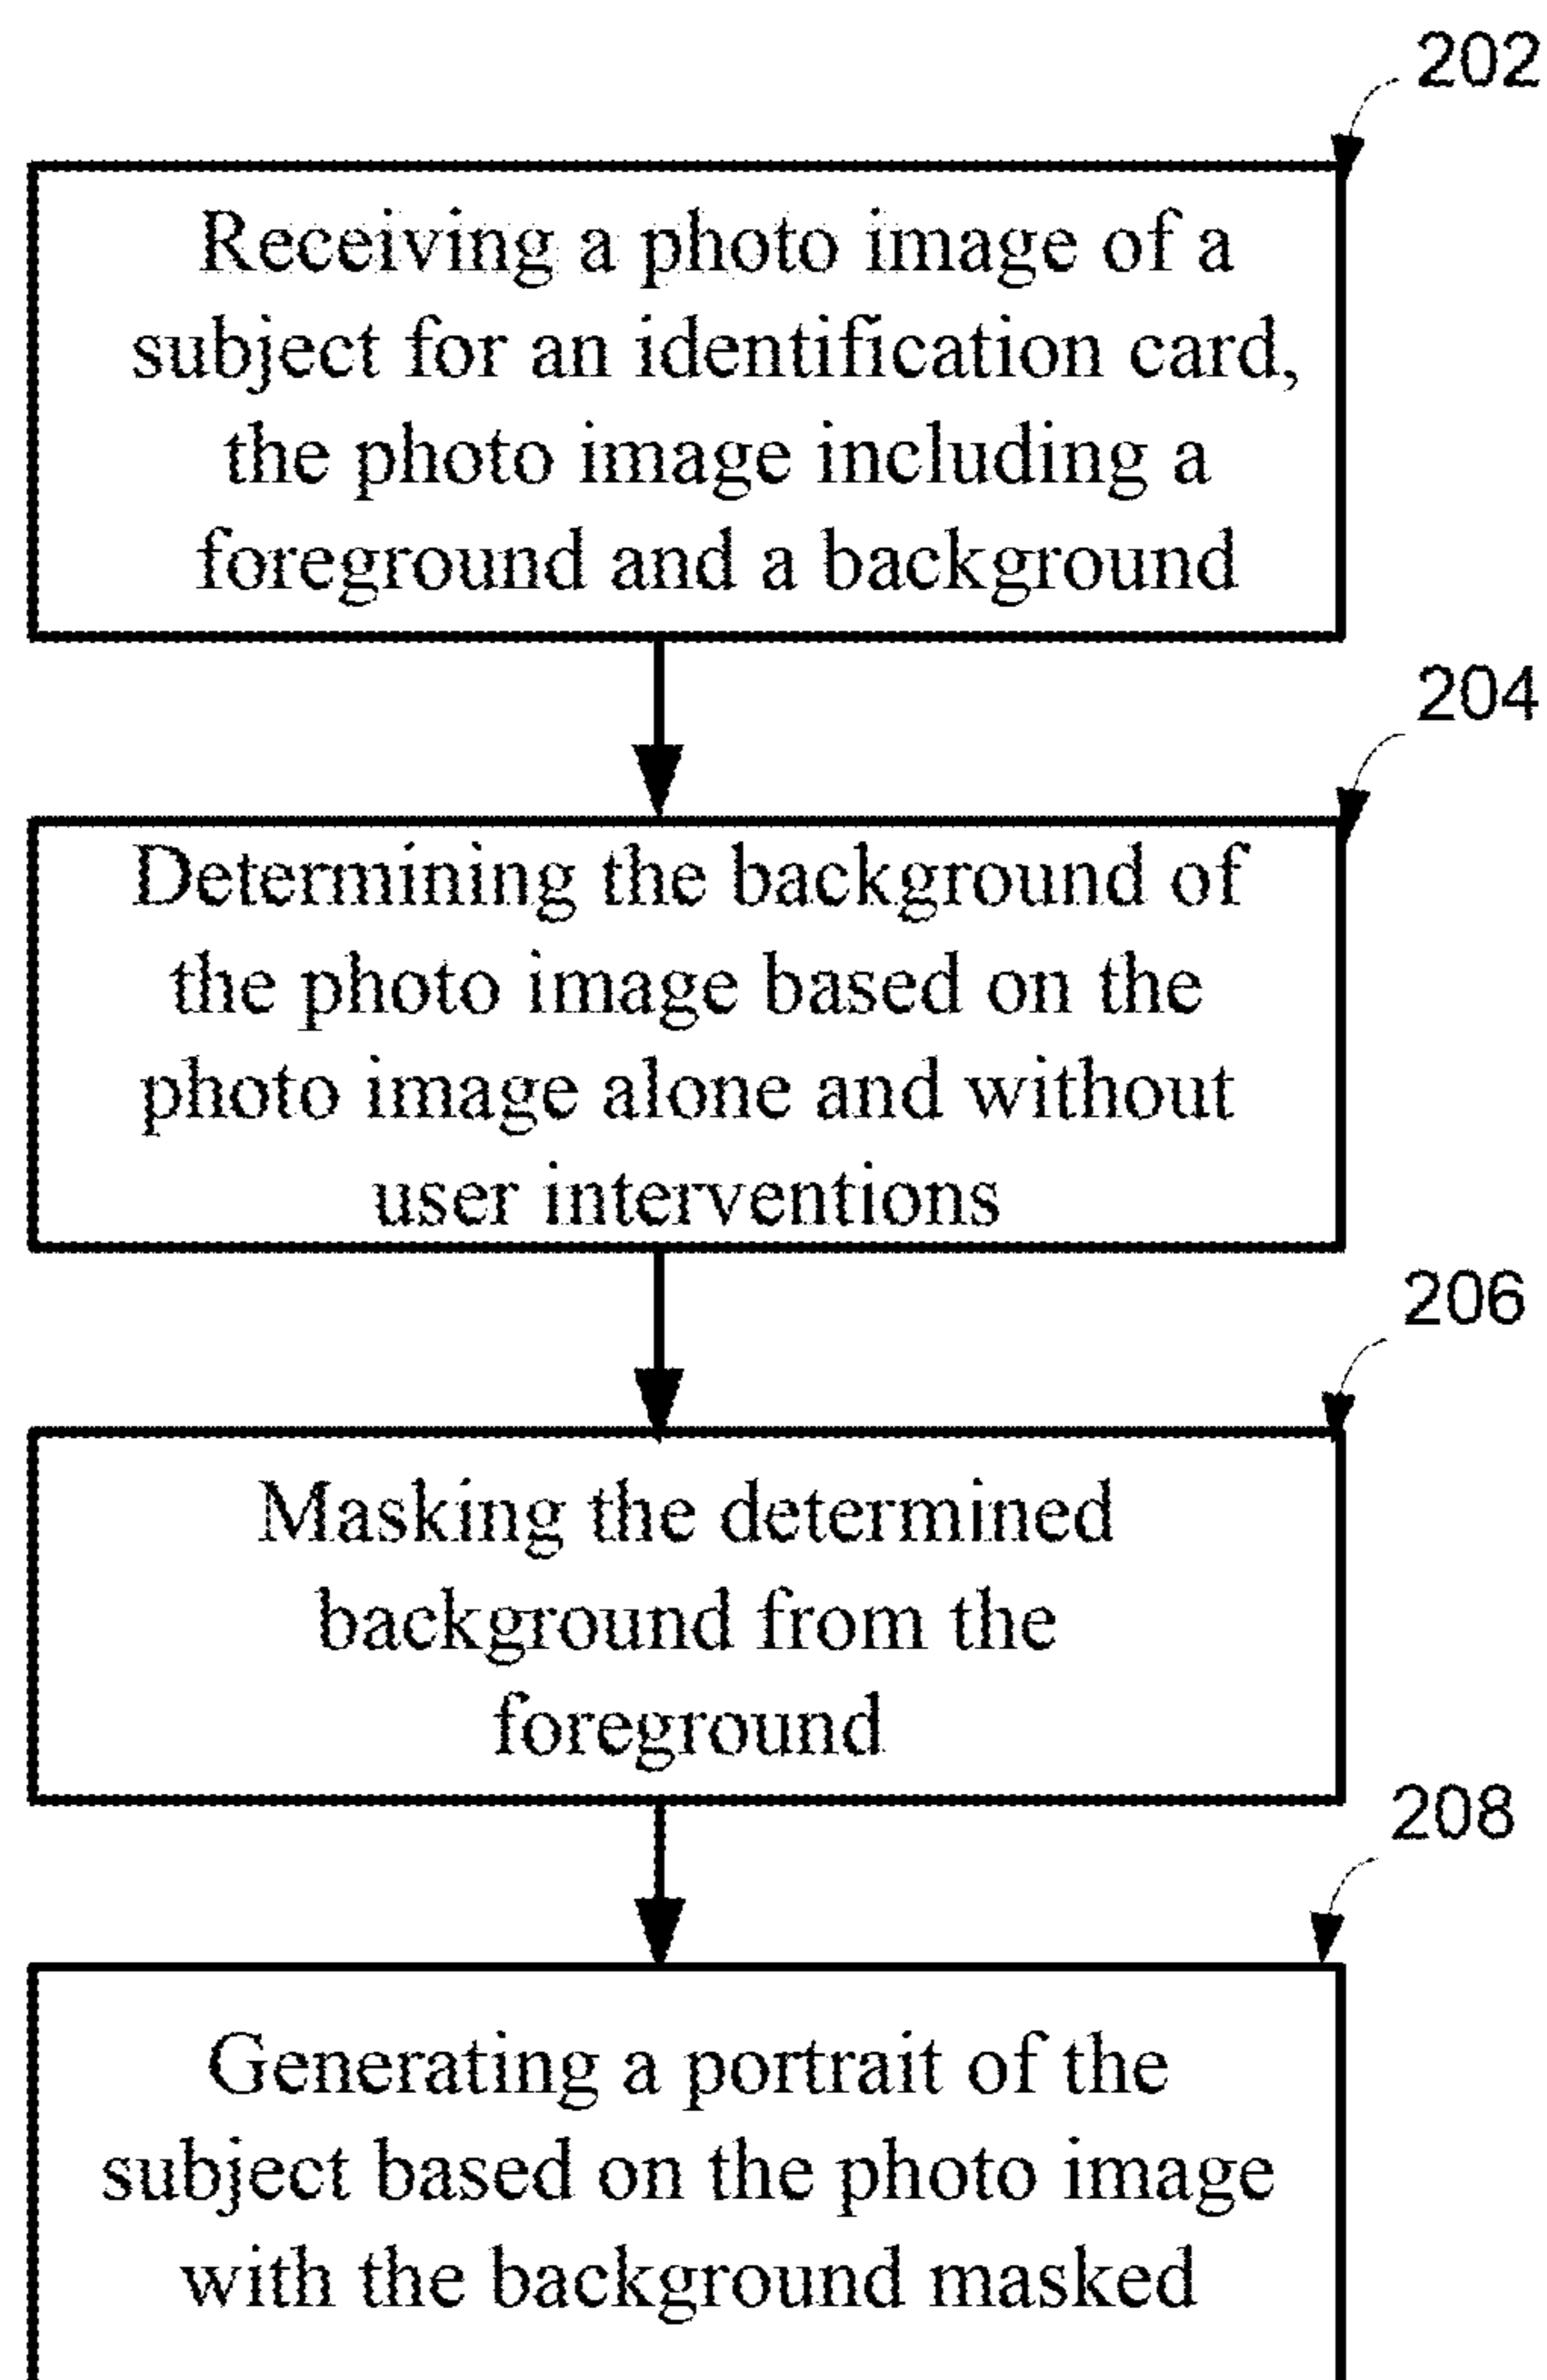 202
Receiving a photo image of a
subject for an identification card,
the photo image including a
foreground and a background
204
Determining the background of
the photo image based on the
photo image alone and without
user interventions
206
Masking the determined
background from the
foreground
208
Generating a portrait of the
subject based on the photo image
with the background masked